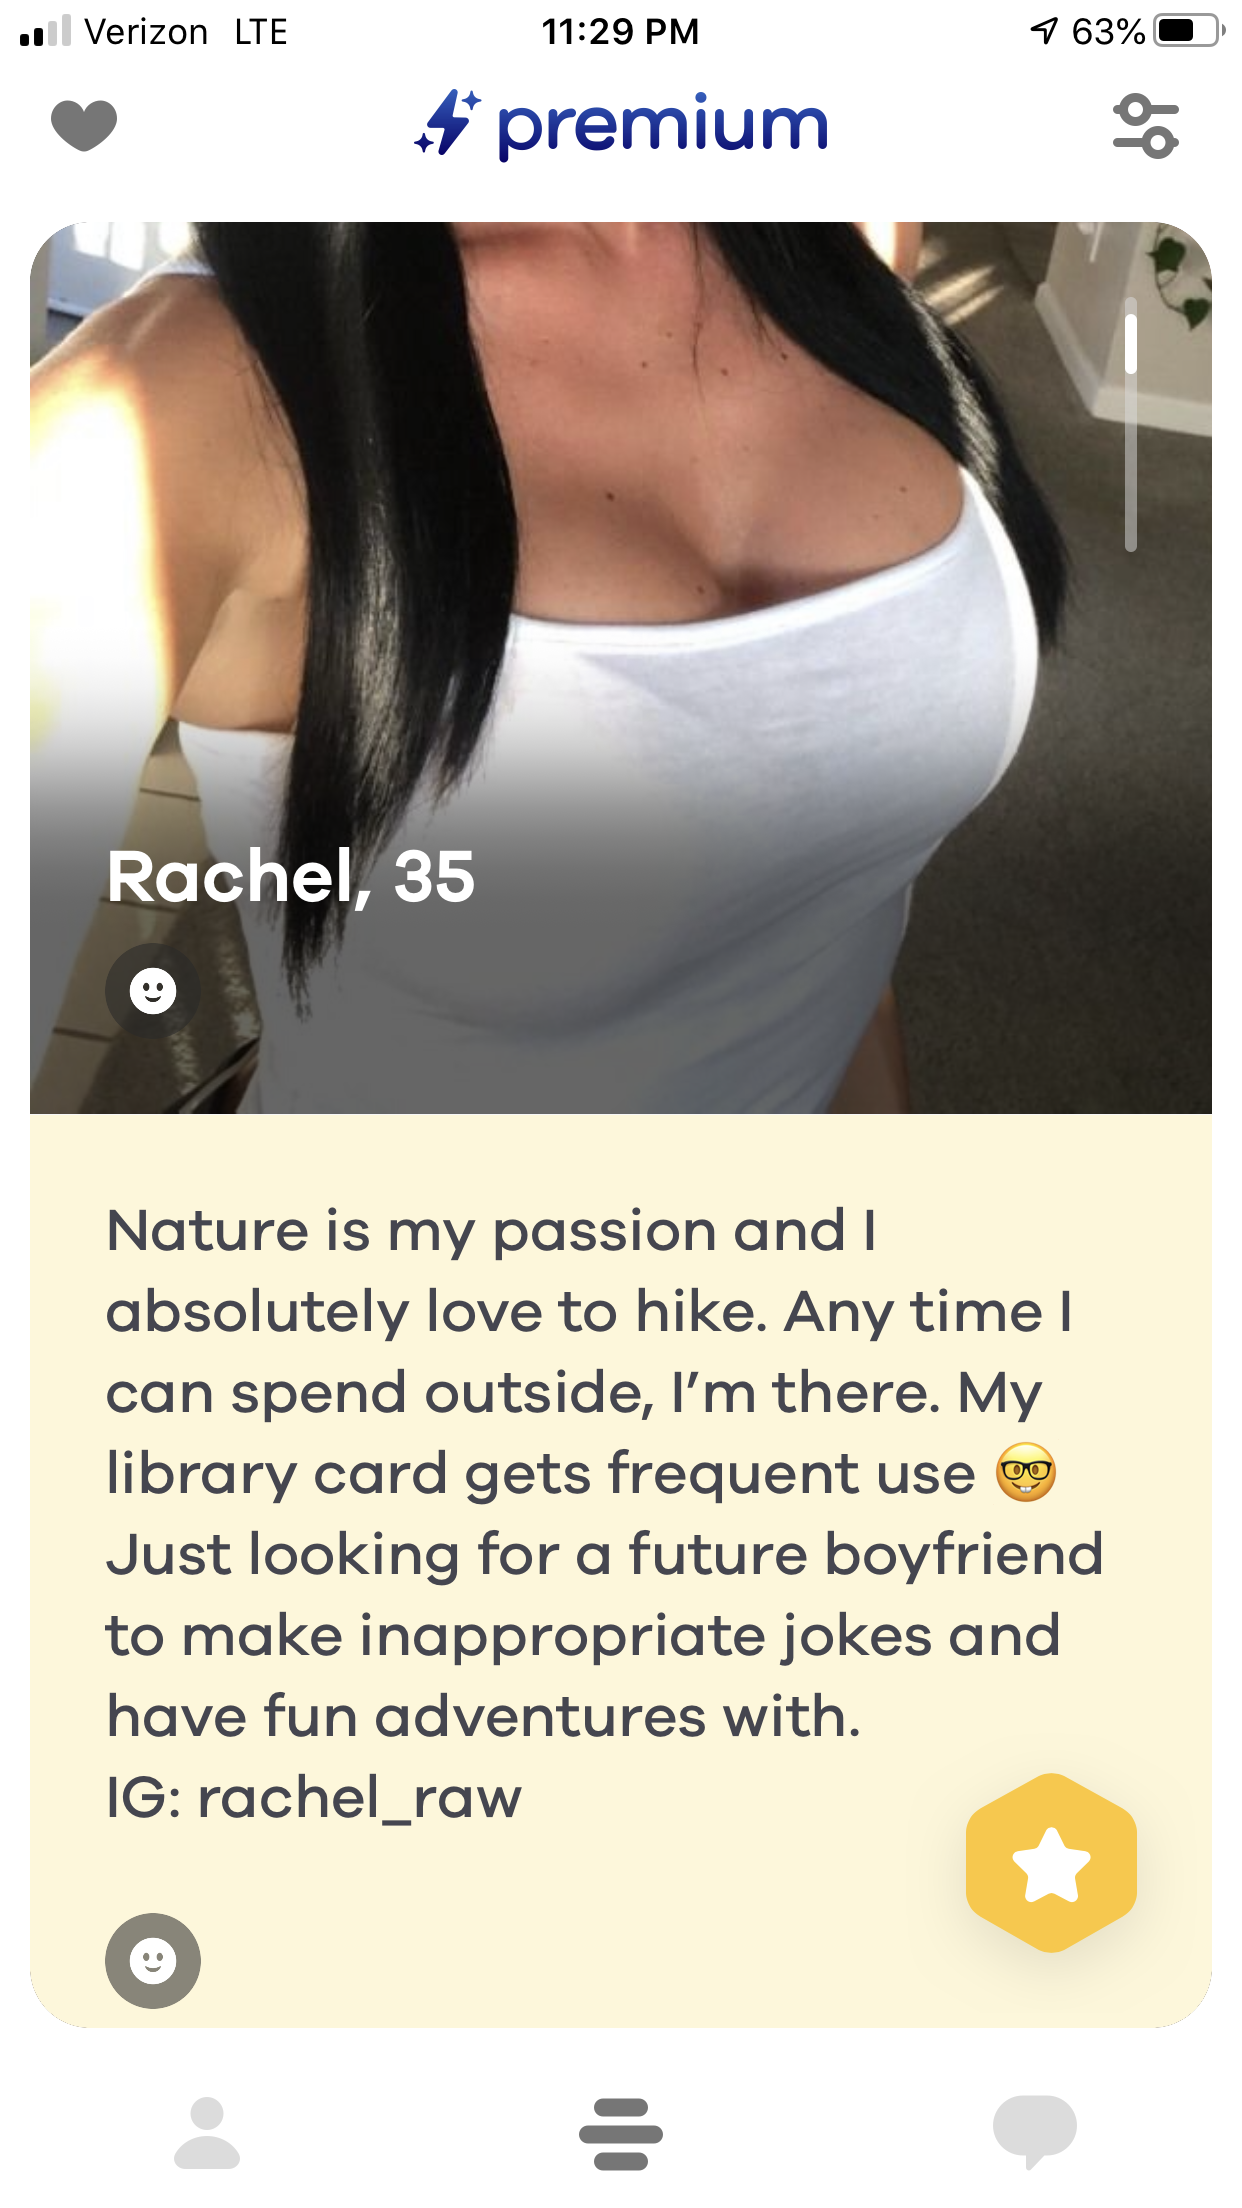 Verizon LTE 11:29 PM 63%
premium
Rachel, 35
Nature is my passion and I
absolutely love to hike. Any time I
can spend outside, I’m there. My
library card gets frequent use 🤓
Just looking for a future boyfriend
to make inappropriate jokes and
have fun adventures with.
IG: rachel_raw